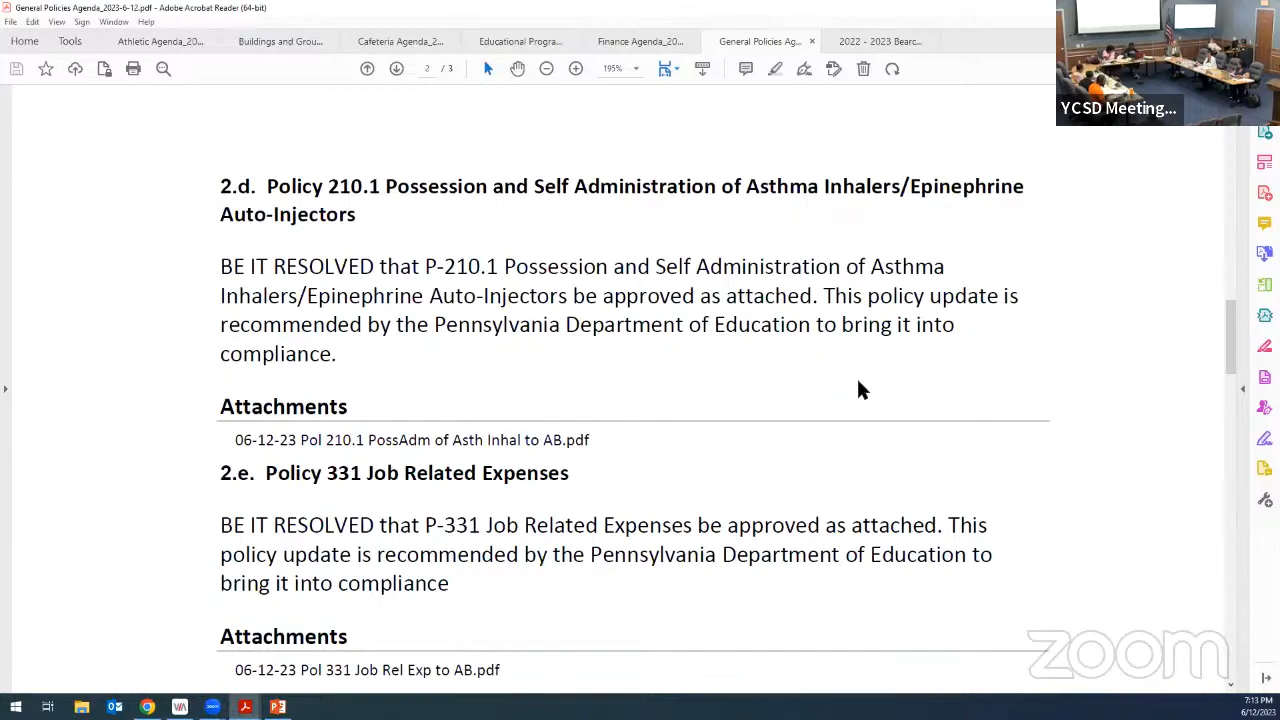 General Policies Agenda_2023-6-12.pdf - Adobe Acrobat Reader (64-bit)
File Edit View Sign Window Help
Home Tools Athletic Agenda_20... Buildings and Grou... Cafeteria Agenda_2... Educational Progra... Finance Agenda_20... General Policies Ag... × 2022 - 2023 Bearc...
2 / 3 195%
YCSD Meeting...
2.d. Policy 210.1 Possession and Self Administration of Asthma Inhalers/Epinephrine
Auto-Injectors
BE IT RESOLVED that P-210.1 Possession and Self Administration of Asthma
Inhalers/Epinephrine Auto-Injectors be approved as attached. This policy update is
recommended by the Pennsylvania Department of Education to bring it into
compliance.
Attachments
06-12-23 Pol 210.1 PossAdm of Asth Inhal to AB.pdf
2.e. Policy 331 Job Related Expenses
BE IT RESOLVED that P-331 Job Related Expenses be approved as attached. This
policy update is recommended by the Pennsylvania Department of Education to
bring it into compliance
Attachments
06-12-23 Pol 331 Job Rel Exp to AB.pdf
zoom
7:13 PM
6/12/2023